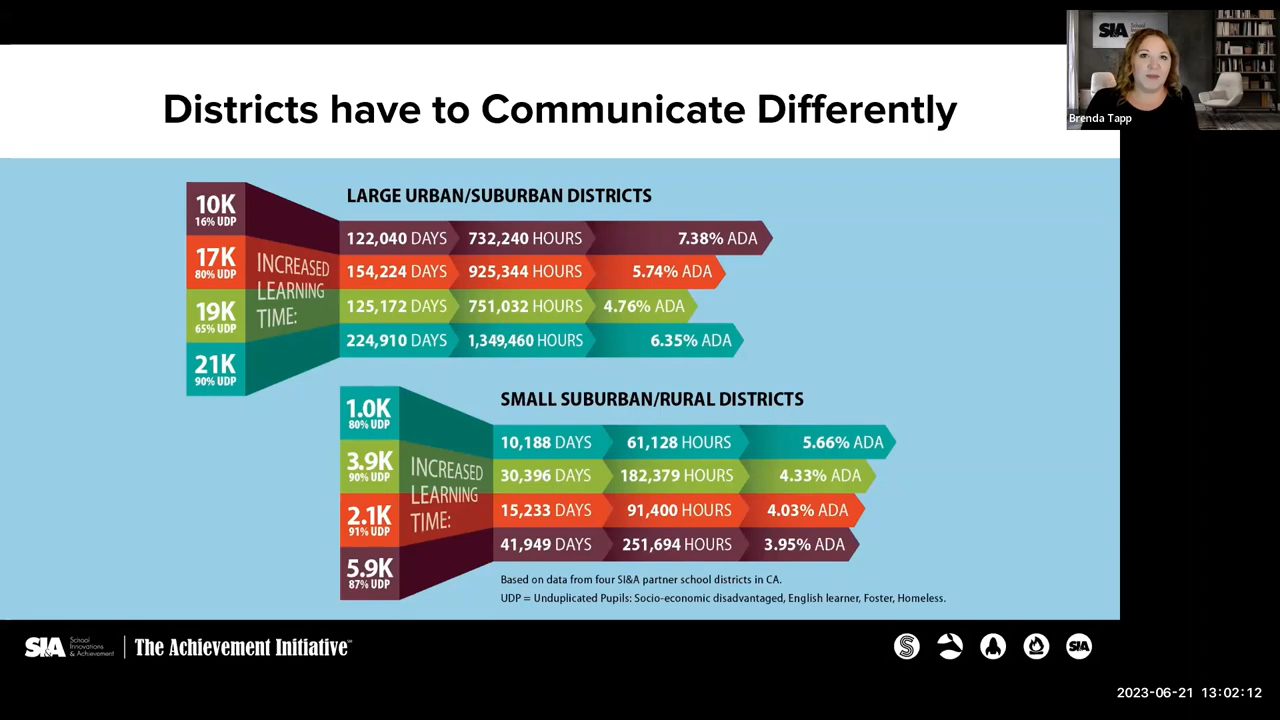 SIA School
Brenda Tapp
Districts have to Communicate Differently
10K
16% UDP
17K
80% UDP
19K
65% UDP
21K
90% UDP
INCREASED
LEARNING
TIME:
LARGE URBAN/SUBURBAN DISTRICTS
122,040 DAYS 732,240 HOURS 7.38% ADA
154,224 DAYS 925,344 HOURS 5.74% ADA
125,172 DAYS 751,032 HOURS 4.76% ADA
224,910 DAYS 1,349,460 HOURS 6.35% ADA
1.0K
80% UDP
3.9K
90% UDP
2.1K
91% UDP
5.9K
87% UDP
INCREASED
LEARNING
TIME:
SMALL SUBURBAN/RURAL DISTRICTS
10,188 DAYS 61,128 HOURS 5.66% ADA
30,396 DAYS 182,379 HOURS 4.33% ADA
15,233 DAYS 91,400 HOURS 4.03% ADA
41,949 DAYS 251,694 HOURS 3.95% ADA
Based on data from four SI&A partner school districts in CA.
UDP = Unduplicated Pupils: Socio-economic disadvantaged, English learner, Foster, Homeless.
SI&A
School
Innovations
& Achievement
The Achievement Initiative℠
SI&A
2023-06-21 13:02:12